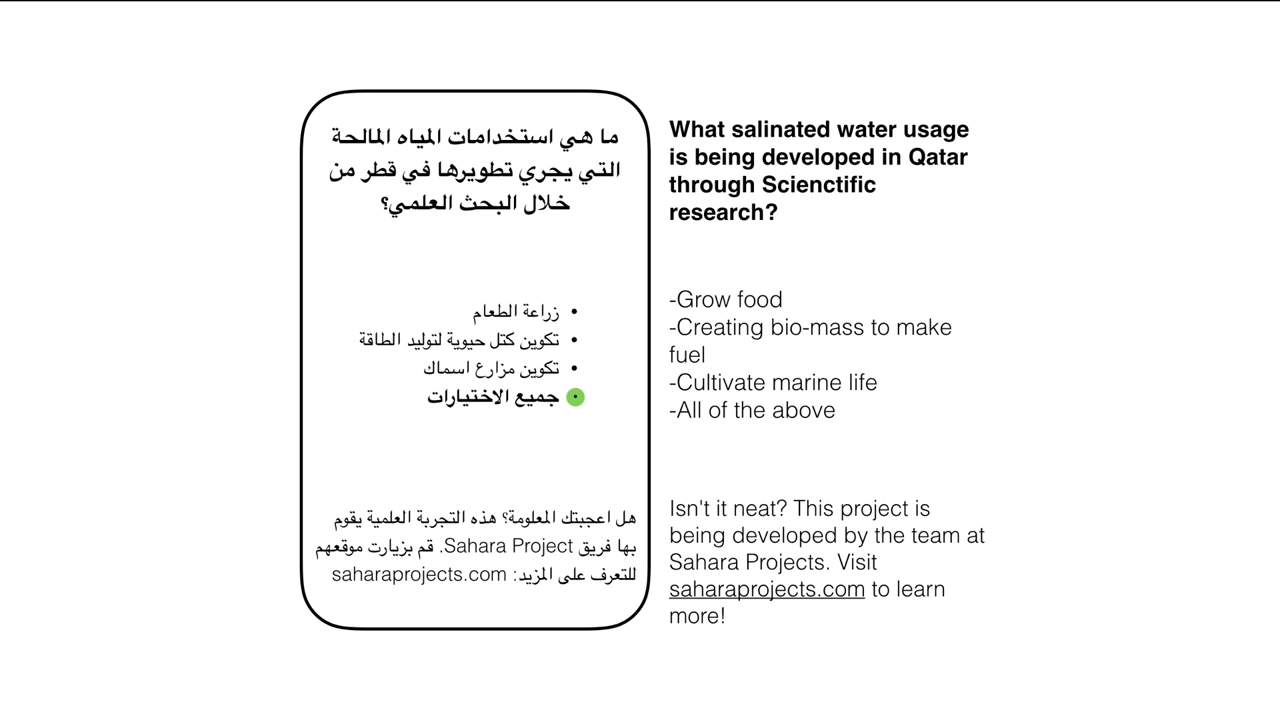 ما هي استخدامات المياه المالحة
التي يجري تطويرها في قطر من
خلال البحث العلمي؟
• زراعة الطعام
• تكوين كتل حيوية لتوليد الطاقة
• تكوين مزارع اسماك
• جميع الاختيارات
هل اعجبتك المعلومة؟ هذه التجربة العلمية يقوم
بها فريق Sahara Project. قم بزيارت موقعهم
للتعرف على المزيد: saharaprojects.com
What salinated water usage
is being developed in Qatar
through Scienctific
research?
-Grow food
-Creating bio-mass to make
fuel
-Cultivate marine life
-All of the above
Isn't it neat? This project is
being developed by the team at
Sahara Projects. Visit
saharaprojects.com to learn
more!